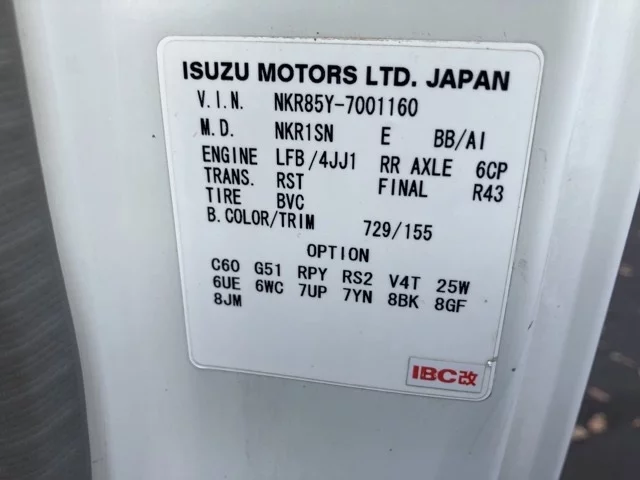 ISUZU MOTORS LTD. JAPAN
V.I.N. NKR85Y-7001160
M.D. NKR1SN E BB/AI
ENGINE LFB/4JJ1 RR AXLE 6CP
TRANS. RST FINAL R43
TIRE BVC
B.COLOR/TRIM 729/155
OPTION
C60 G51 RPY RS2 V4T 25W
6UE 6WC 7UP 7YN 8BK 8GF
8JM
IBC改